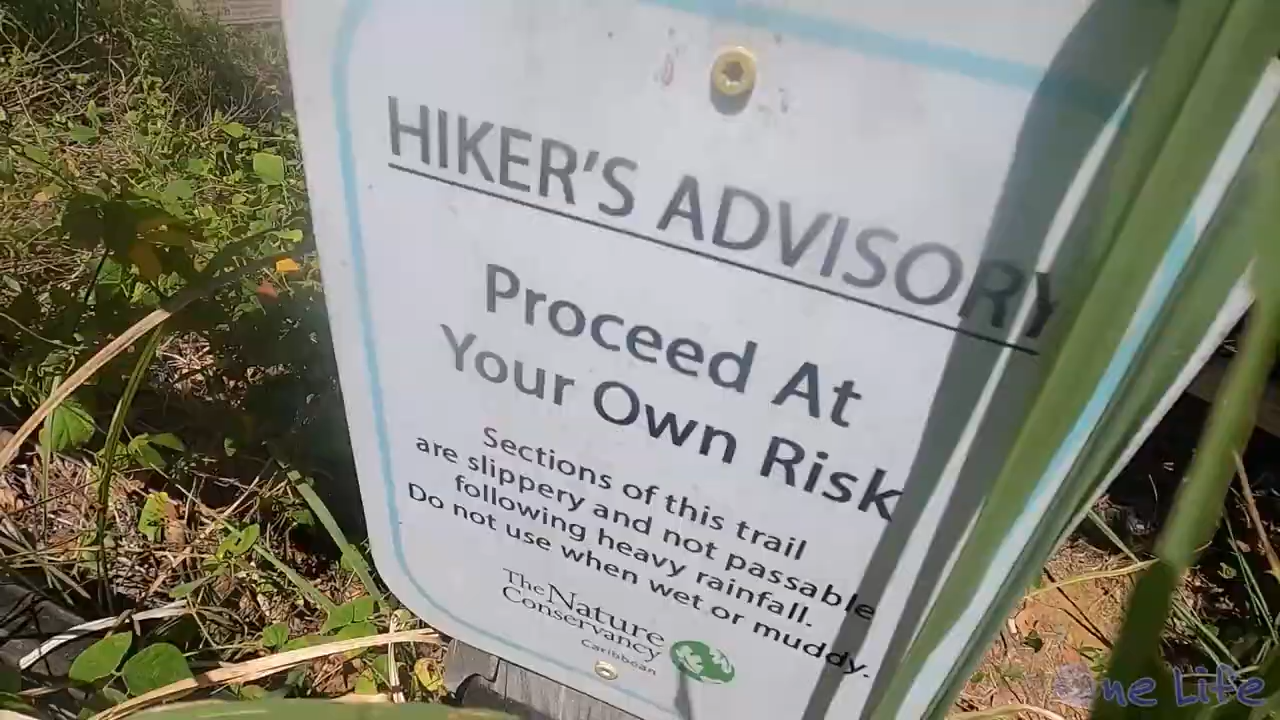 HIKER'S ADVISORY
Proceed At
Your Own Risk
Sections of this trail
are slippery and not passable
following heavy rainfall.
Do not use when wet or muddy.
The Nature
Conservancy
Caribbean
One Life